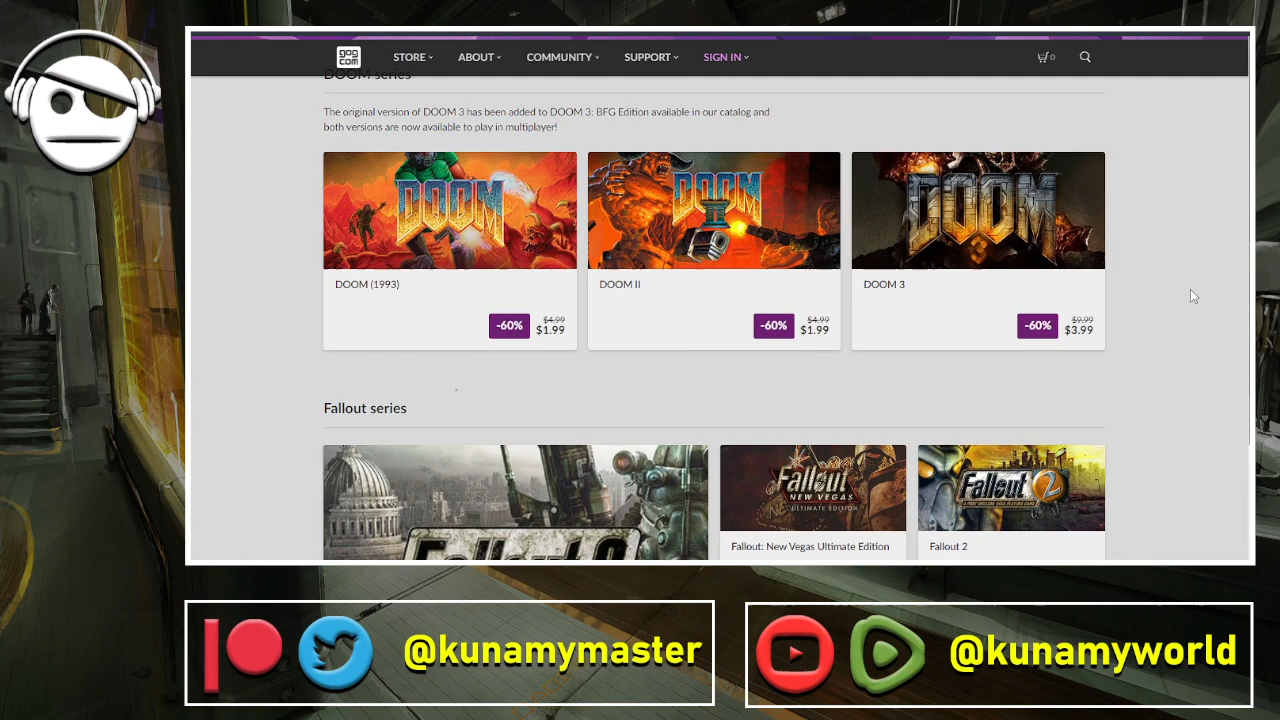 gog
com
STORE
ABOUT
COMMUNITY
SUPPORT
SIGN IN
0
DOOM series
The original version of DOOM 3 has been added to DOOM 3: BFG Edition available in our catalog and
both versions are now available to play in multiplayer!
DOOM
DOOM
II
DOOM
DOOM (1993)
DOOM II
DOOM 3
-60%
$4.99
$1.99
-60%
$4.99
$1.99
-60%
$9.99
$3.99
Fallout series
Fallout 3
Fallout
NEW VEGAS
ULTIMATE EDITION
Fallout 2
Fallout: New Vegas Ultimate Edition
Fallout 2
@kunamymaster
@kunamyworld